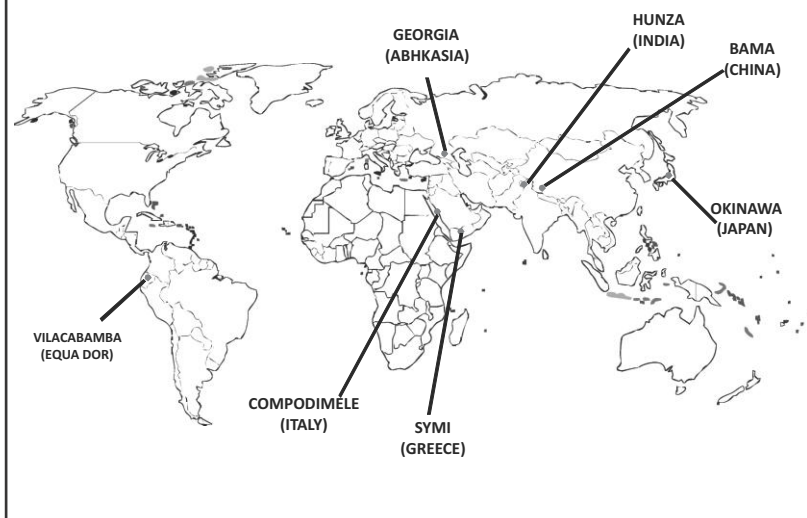 GEORGIA
(ABHKASIA)
HUNZA
(INDIA)
BAMA
(CHINA)
OKINAWA
(JAPAN)
VILACABAMBA
(EQUA DOR)
COMPODIMELE
(ITALY)
SYMI
(GREECE)